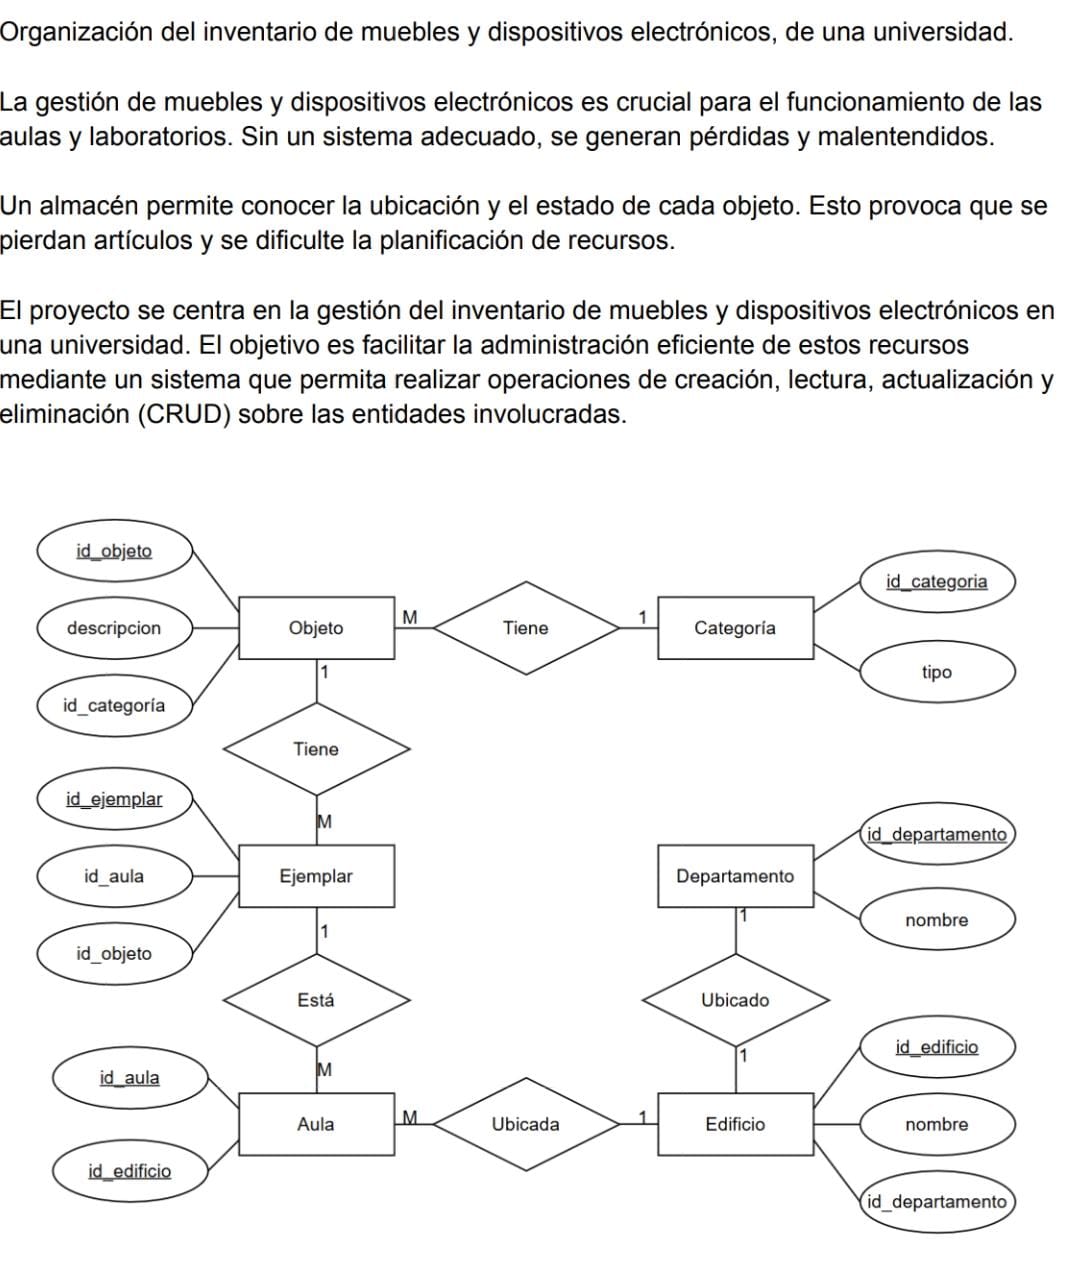 Organización del inventario de muebles y dispositivos electrónicos, de una universidad.
La gestión de muebles y dispositivos electrónicos es crucial para el funcionamiento de las
aulas y laboratorios. Sin un sistema adecuado, se generan pérdidas y malentendidos.
Un almacén permite conocer la ubicación y el estado de cada objeto. Esto provoca que se
pierdan artículos y se dificulte la planificación de recursos.
El proyecto se centra en la gestión del inventario de muebles y dispositivos electrónicos en
una universidad. El objetivo es facilitar la administración eficiente de estos recursos
mediante un sistema que permita realizar operaciones de creación, lectura, actualización y
eliminación (CRUD) sobre las entidades involucradas.
id_objeto
descripcion
id_categoría
Objeto
M
Tiene
1
Categoría
id_categoria
tipo
1
Tiene
M
id_ejemplar
id_aula
id_objeto
Ejemplar
1
Está
M
Departamento
id_departamento
nombre
1
Ubicado
1
id_aula
id_edificio
Aula
M
Ubicada
1
Edificio
id_edificio
nombre
id_departamento